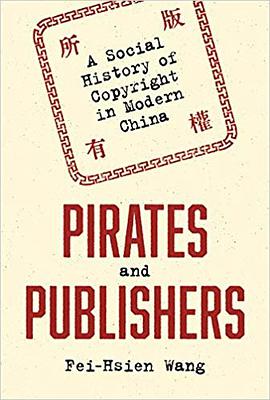 所 版
A Social
History of
Copyright
in Modern
China
有 權
PIRATES
and
PUBLISHERS
Fei-Hsien Wang